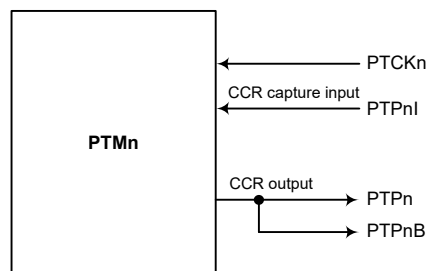 PTCKn
CCR capture input
PTPnI
PTMn
CCR output
PTPn
PTPnB